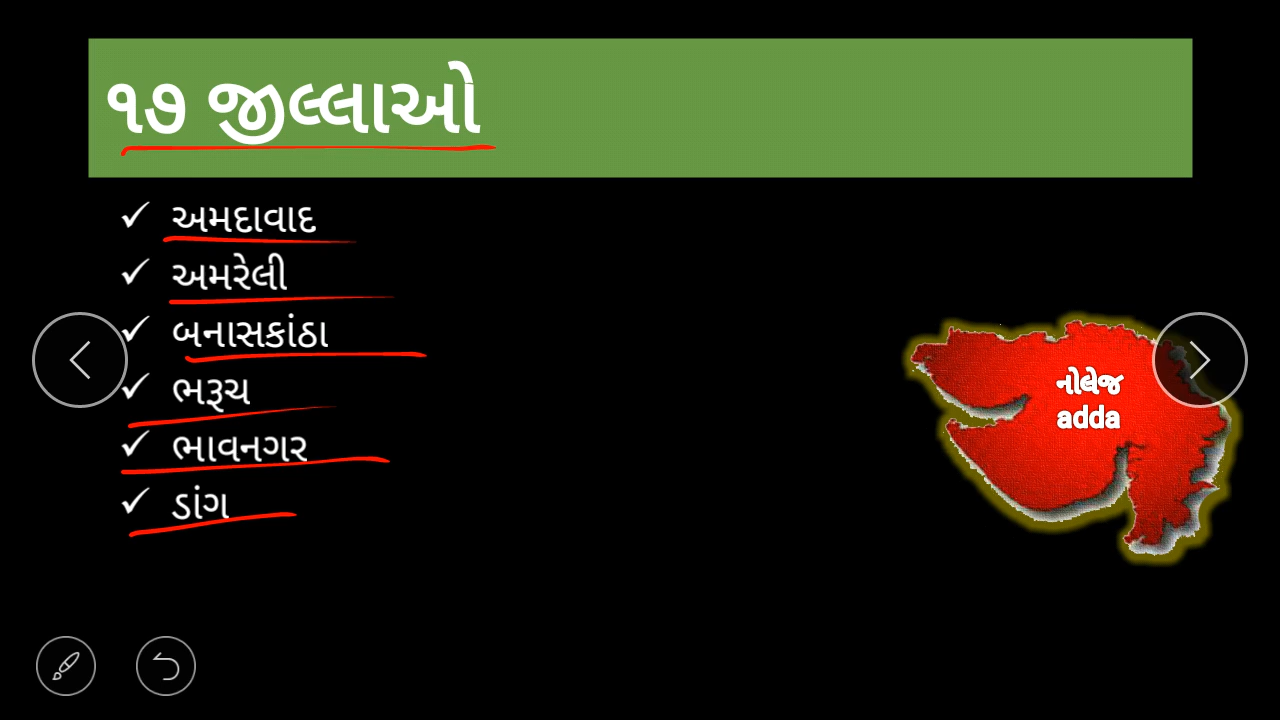 ૧૭ જીલ્લાઓ
અમદાવાદ
અમરેલી
બનાસકાંઠા
ભરૂચ
ભાવનગર
ડાંગ
નોલેજ
adda